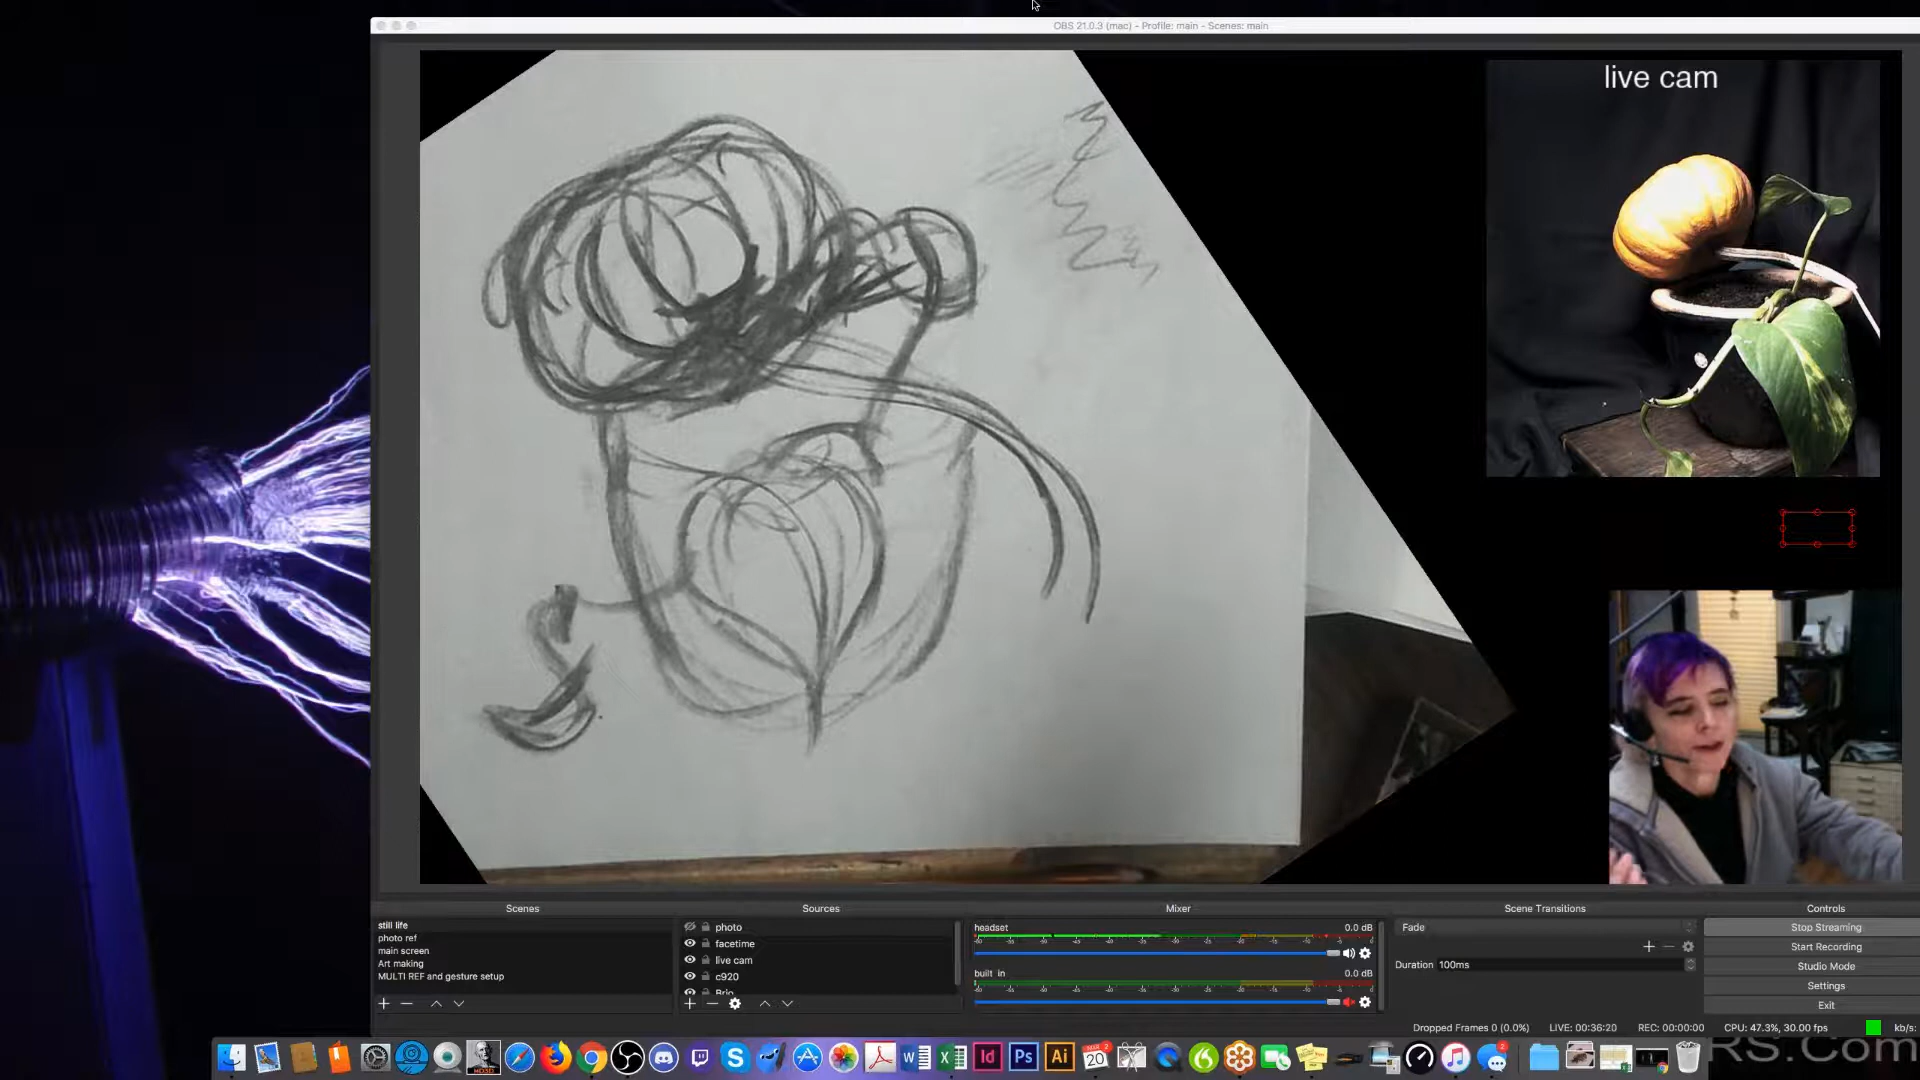 OBS 21.0.3 (mac) - Profile: main - Scenes: main
live cam
Scenes
Sources
Mixer
Scene Transitions
Controls
still life
photo ref
main screen
Art making
MULTI REF and gesture setup
photo
facetime
live cam
c920
Brio
headset
0.0 dB
built in
0.0 dB
Fade
Duration 100ms
Stop Streaming
Start Recording
Studio Mode
Settings
Exit
Dropped Frames 0 (0.0%)
LIVE: 00:36:20
REC: 00:00:00
CPU: 47.3%, 30.00 fps
kb/s:
RS.Com